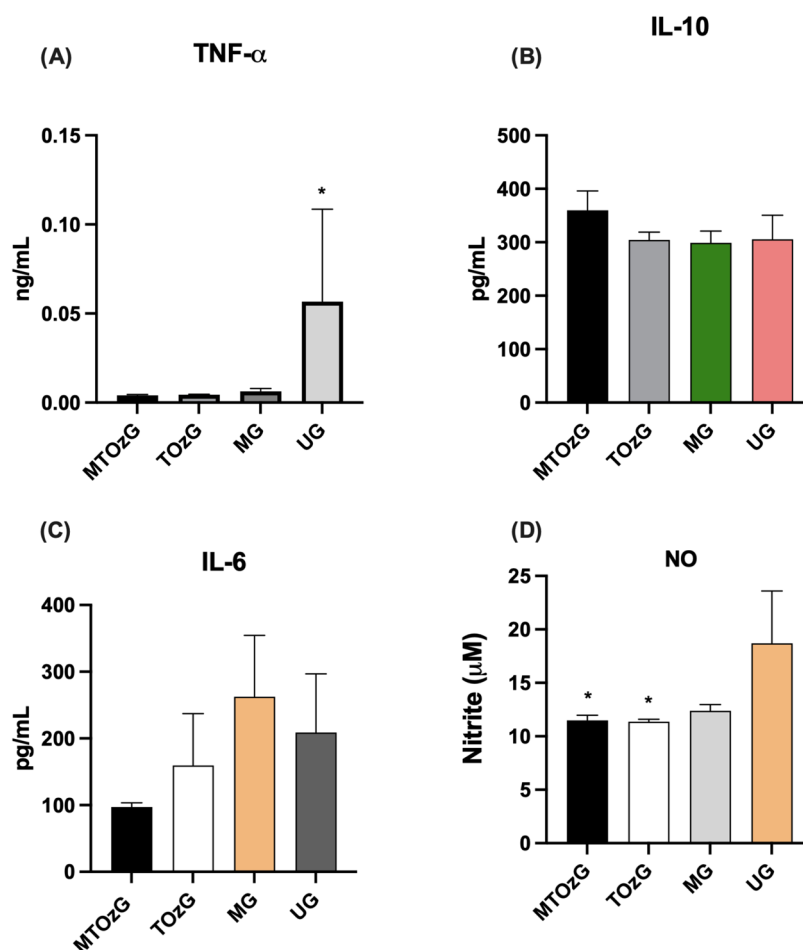 (A)
TNF-α
0.15
0.10
0.05
0.00
ng/mL
*
MTOzG
TOzG
MG
UG
(B)
IL-10
500
400
300
200
100
0
pg/mL
MTOzG
TOzG
MG
UG
(C)
IL-6
400
300
200
100
0
pg/mL
MTOzG
TOzG
MG
UG
(D)
NO
25
20
15
10
5
0
Nitrite (μM)
*
*
MTOzG
TOzG
MG
UG